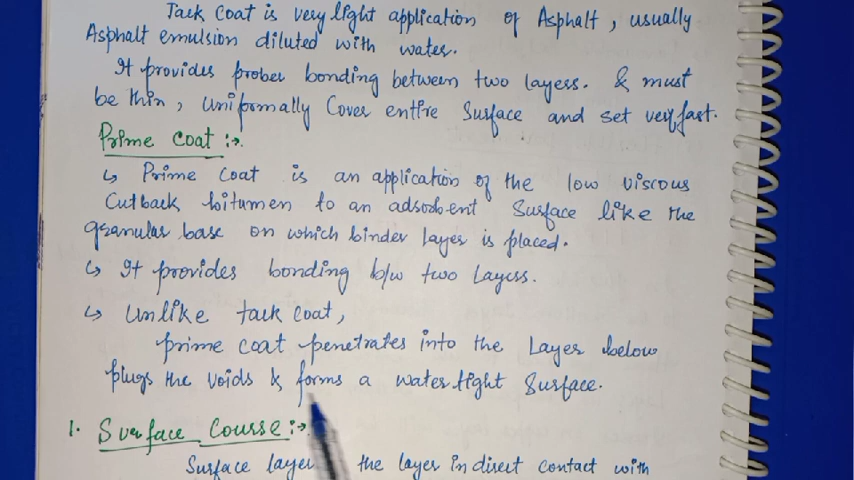 Tack Coat is very light application of Asphalt, usually
Asphalt emulsion diluted with water.
It provides prober bonding between two layers. & must
be thin, uniformally Cover entire Surface and set very fast.
Prime Coat :→
↳ Prime Coat is an application of the low viscous
Cutback bitumen to an adsorbent Surface like the
granular base on which binder layer is placed.
↳ It provides bonding b/w two Layers.
↳ Unlike tack coat,
prime coat penetrates into the Layer below
plugs the voids & forms a water tight Surface.
1. Surface Course :→
Surface layer the layer in direct contact with